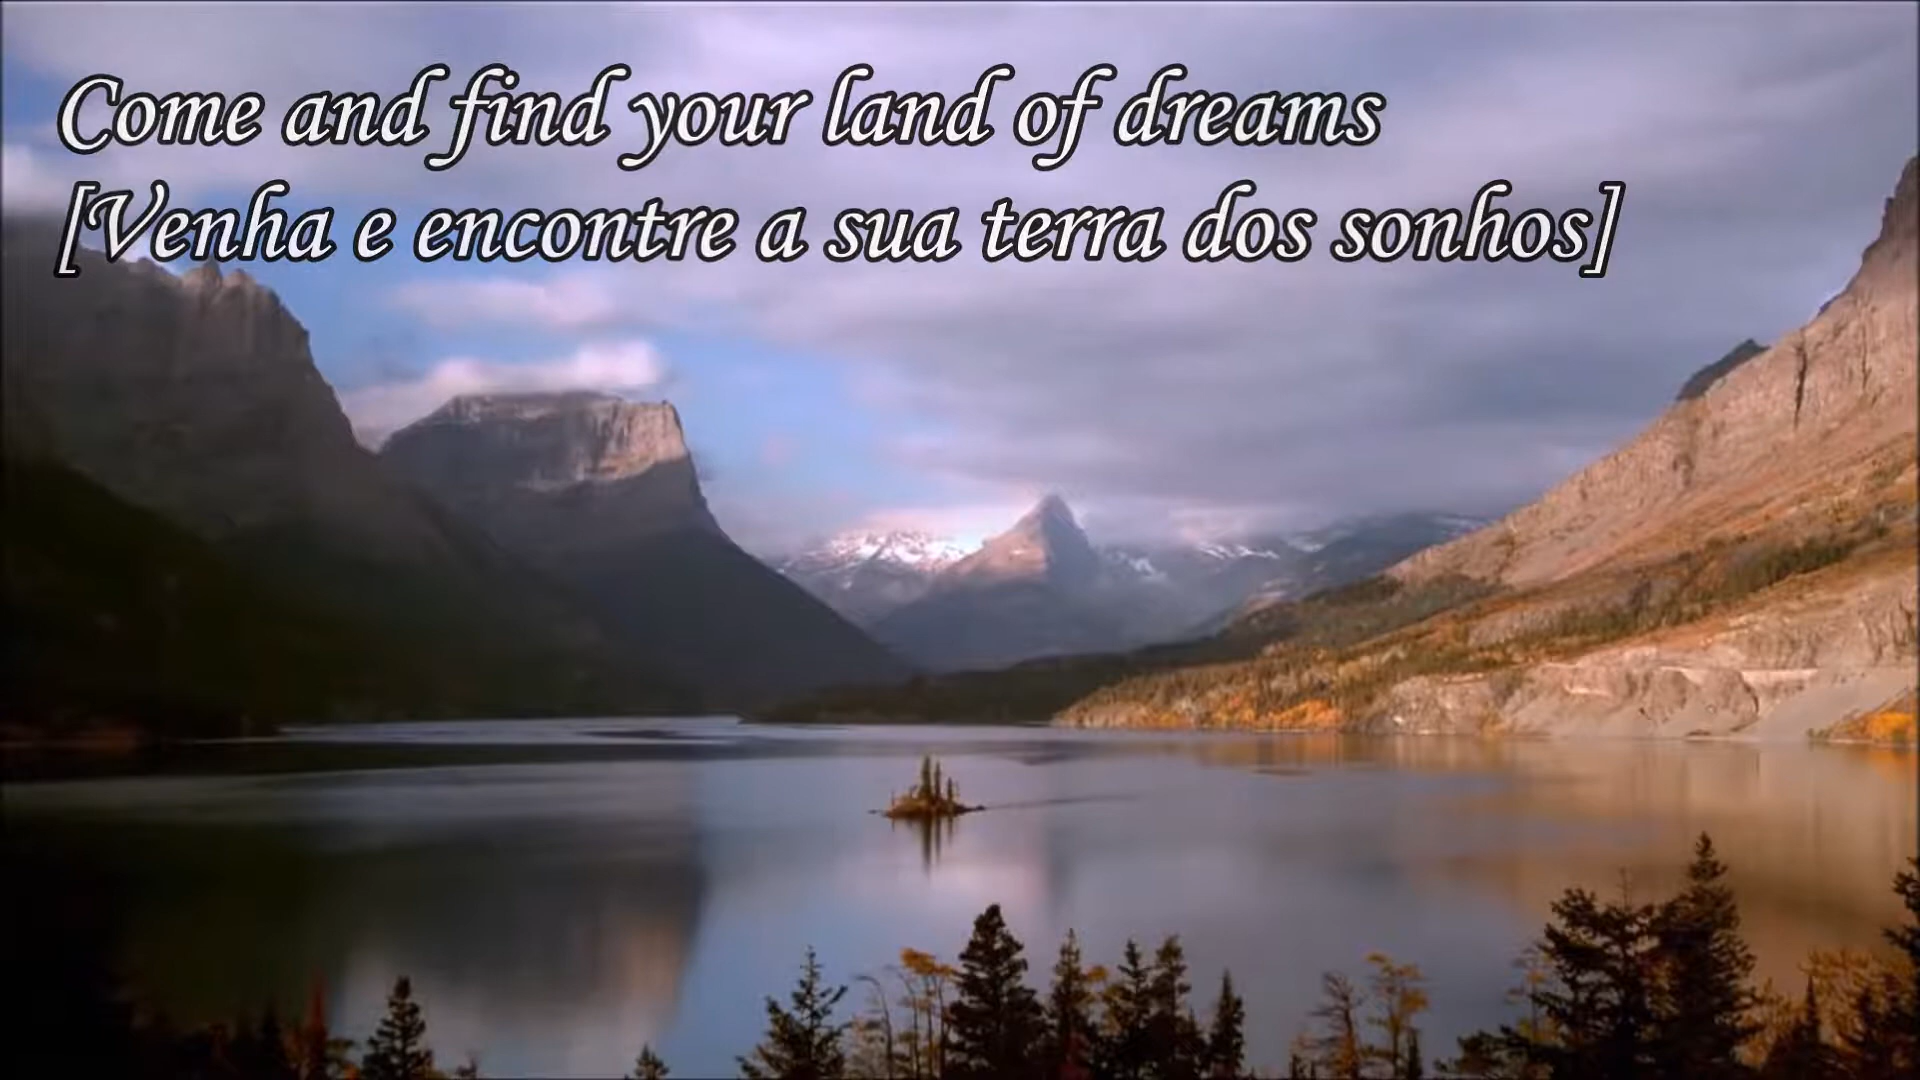 Come and find your land of dreams
[Venha e encontre a sua terra dos sonhos]